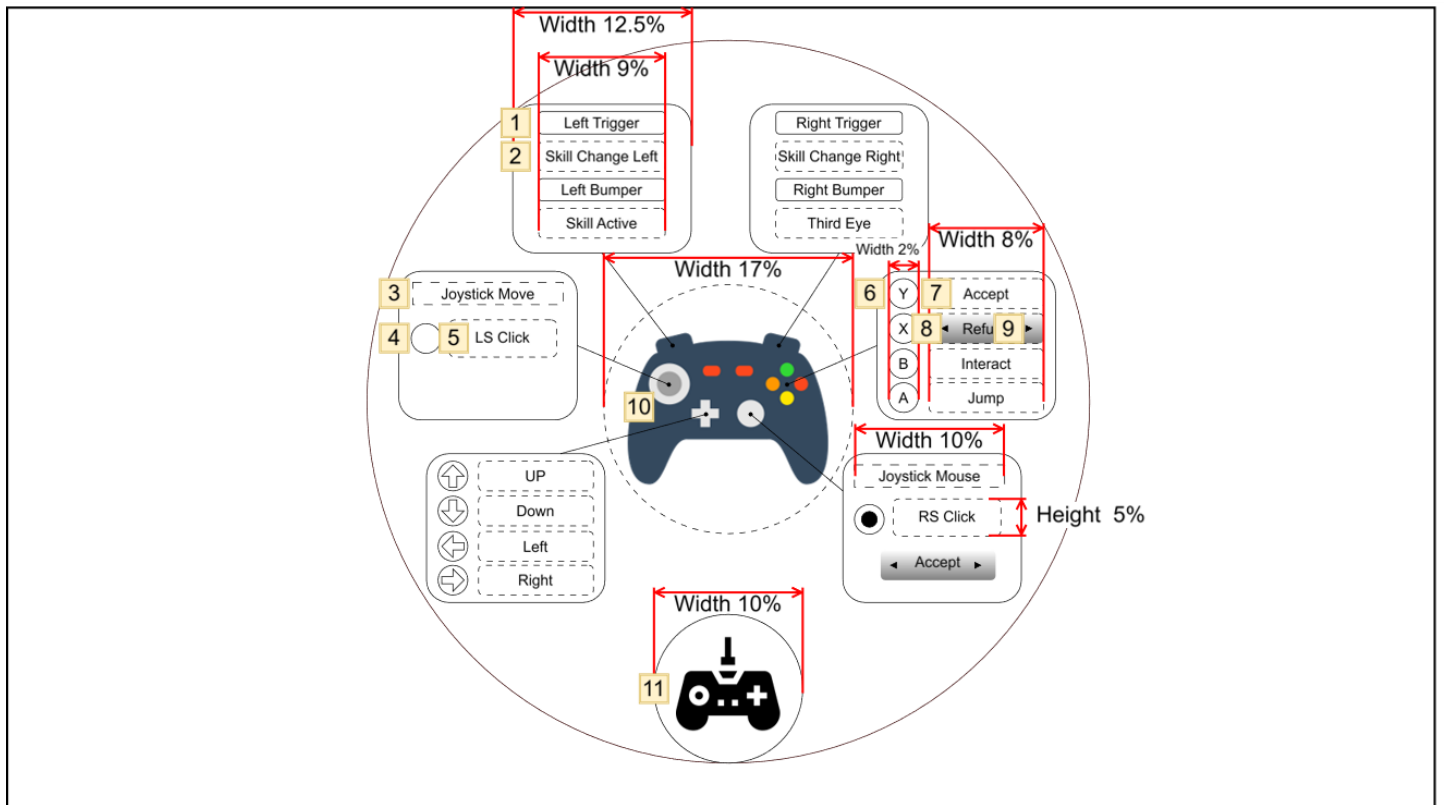 Width 12.5%
Width 9%
1
Left Trigger
Right Trigger
2
Skill Change Left
Skill Change Right
Left Bumper
Right Bumper
Skill Active
Third Eye
Width 2%
Width 8%
Width 17%
3
Joystick Move
6
Y
7
Accept
4
5
LS Click
X
8
◄ Refu
9
►
B
Interact
10
A
Jump
Width 10%
UP
Joystick Mouse
Down
RS Click
Height 5%
Left
◄ Accept ►
Right
Width 10%
11